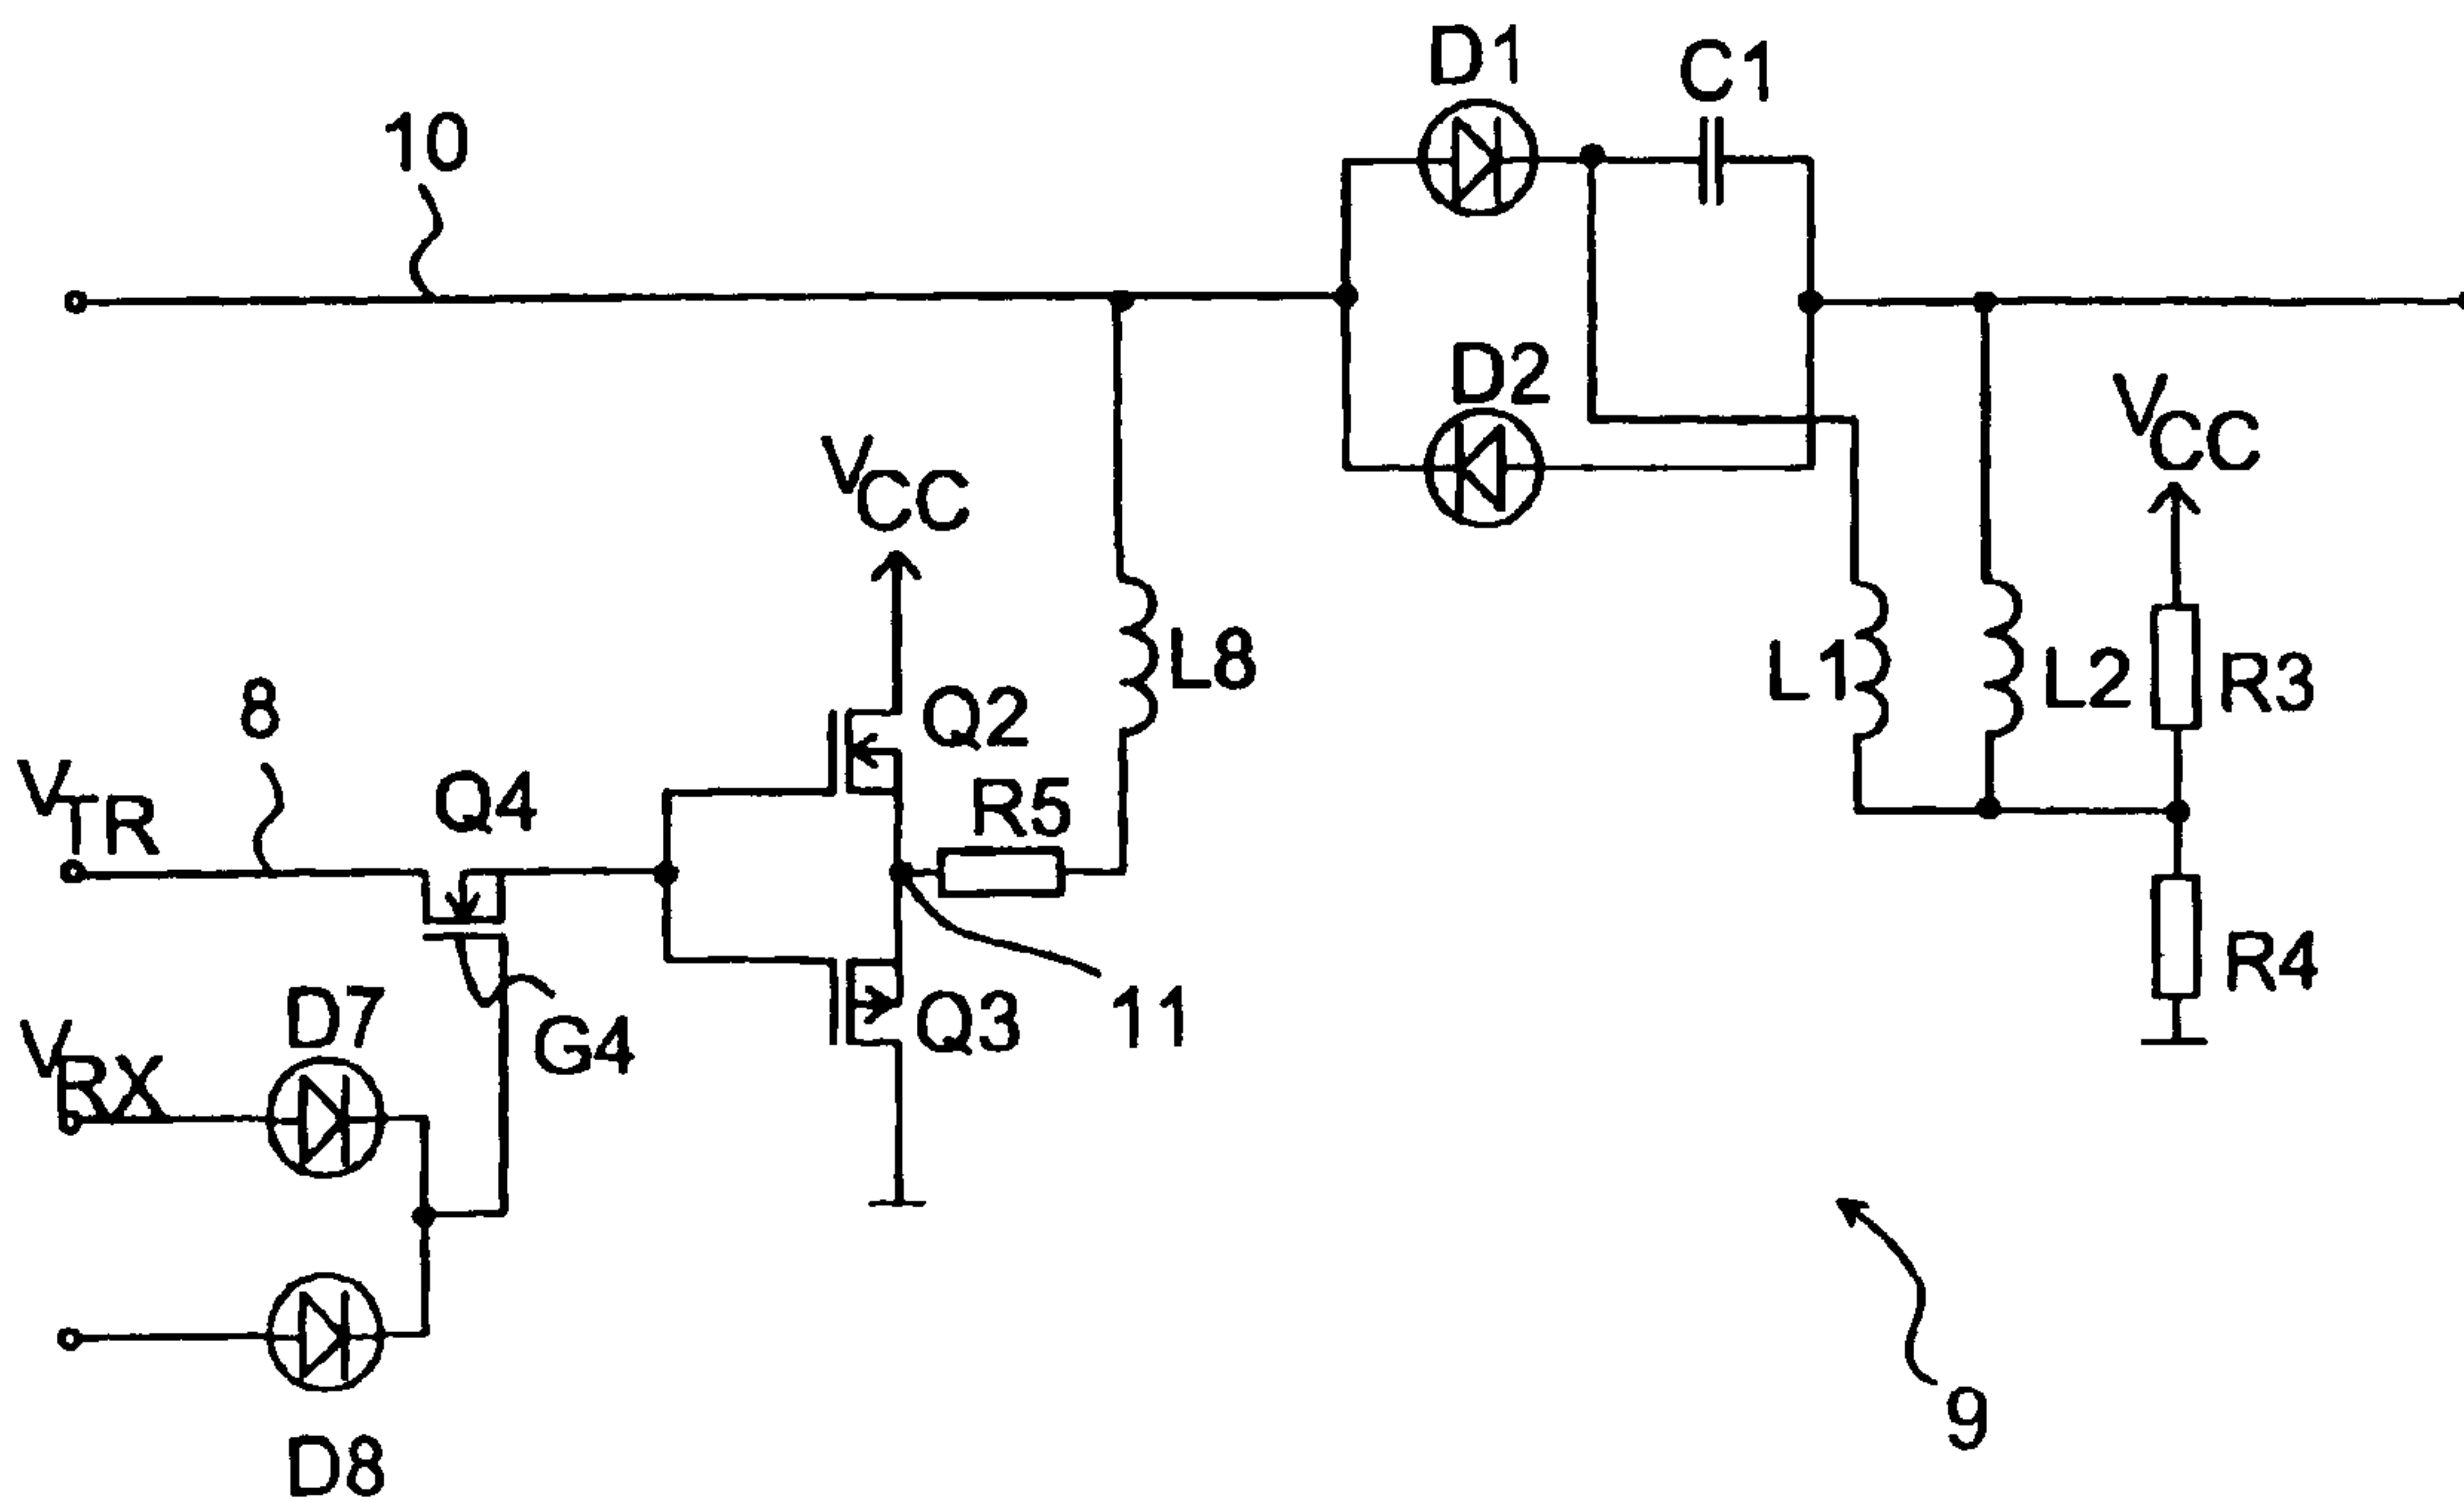 D1
C1
10
D2
VCC
VCC
L8
L1
L2
R3
8
Q2
VTR
Q4
R5
R4
D7
Q3
11
VRX
G4
9
D8